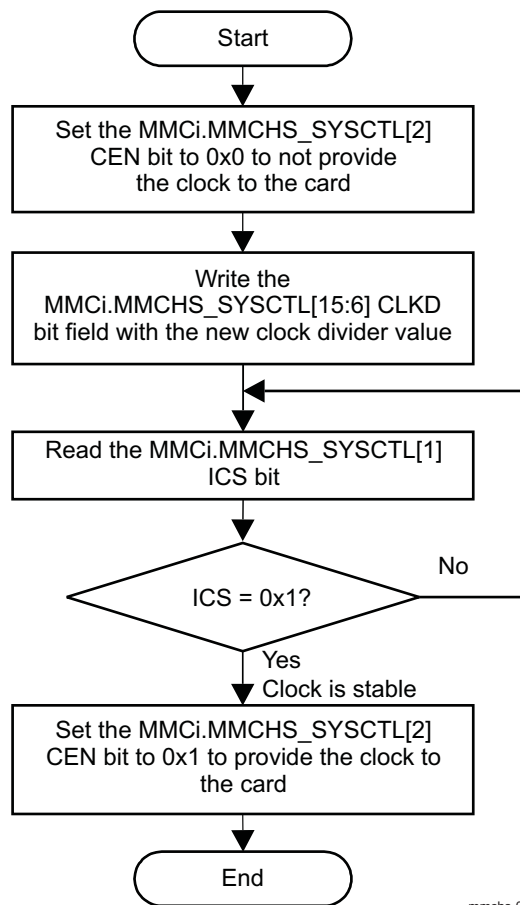 Start
Set the MMCi.MMCHS_SYSCTL[2]
CEN bit to 0x0 to not provide
the clock to the card
Write the
MMCi.MMCHS_SYSCTL[15:6] CLKD
bit field with the new clock divider value
Read the MMCi.MMCHS_SYSCTL[1]
ICS bit
ICS = 0x1?
No
Yes
Clock is stable
Set the MMCi.MMCHS_SYSCTL[2]
CEN bit to 0x1 to provide the clock to
the card
End